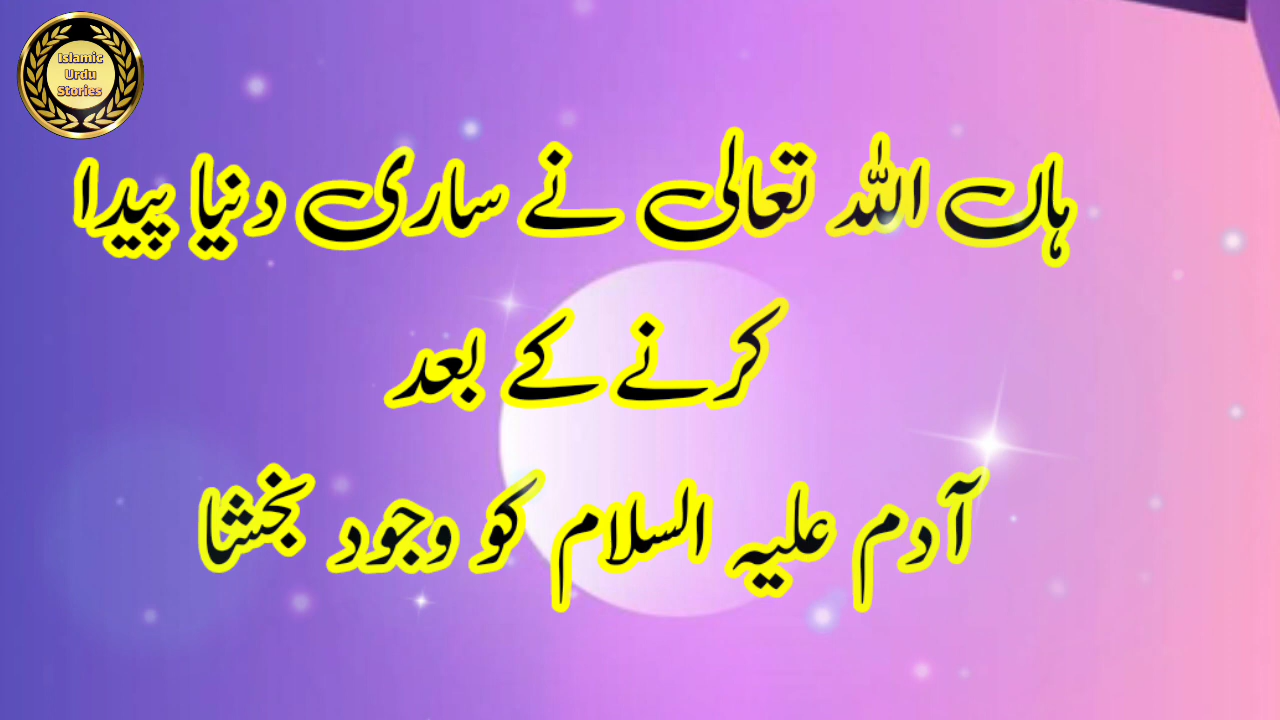 Islamic
Urdu
Stories
ہاں اللہ تعالی نے ساری دنیا پیدا
کرنے کے بعد
آدم علیہ السلام کو وجود بخشا